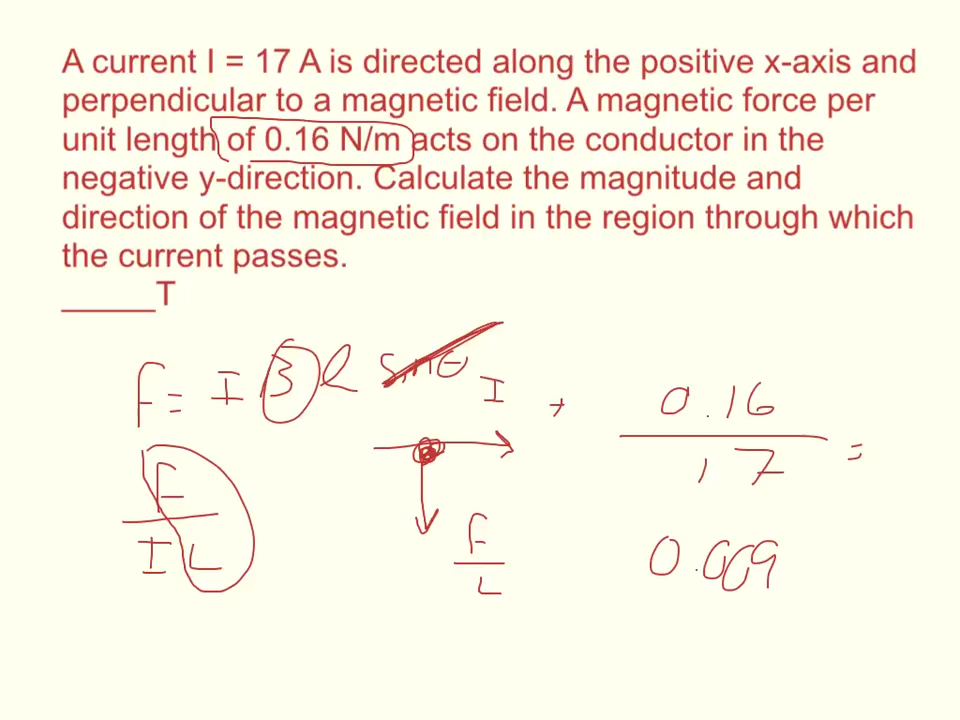 A current I = 17 A is directed along the positive x-axis and
perpendicular to a magnetic field. A magnetic force per
unit length of 0.16 N/m acts on the conductor in the
negative y-direction. Calculate the magnitude and
direction of the magnetic field in the region through which
the current passes.
_____T
F = I B l sinθ
F
I L
I
F
L
0.16
17
=
0.009